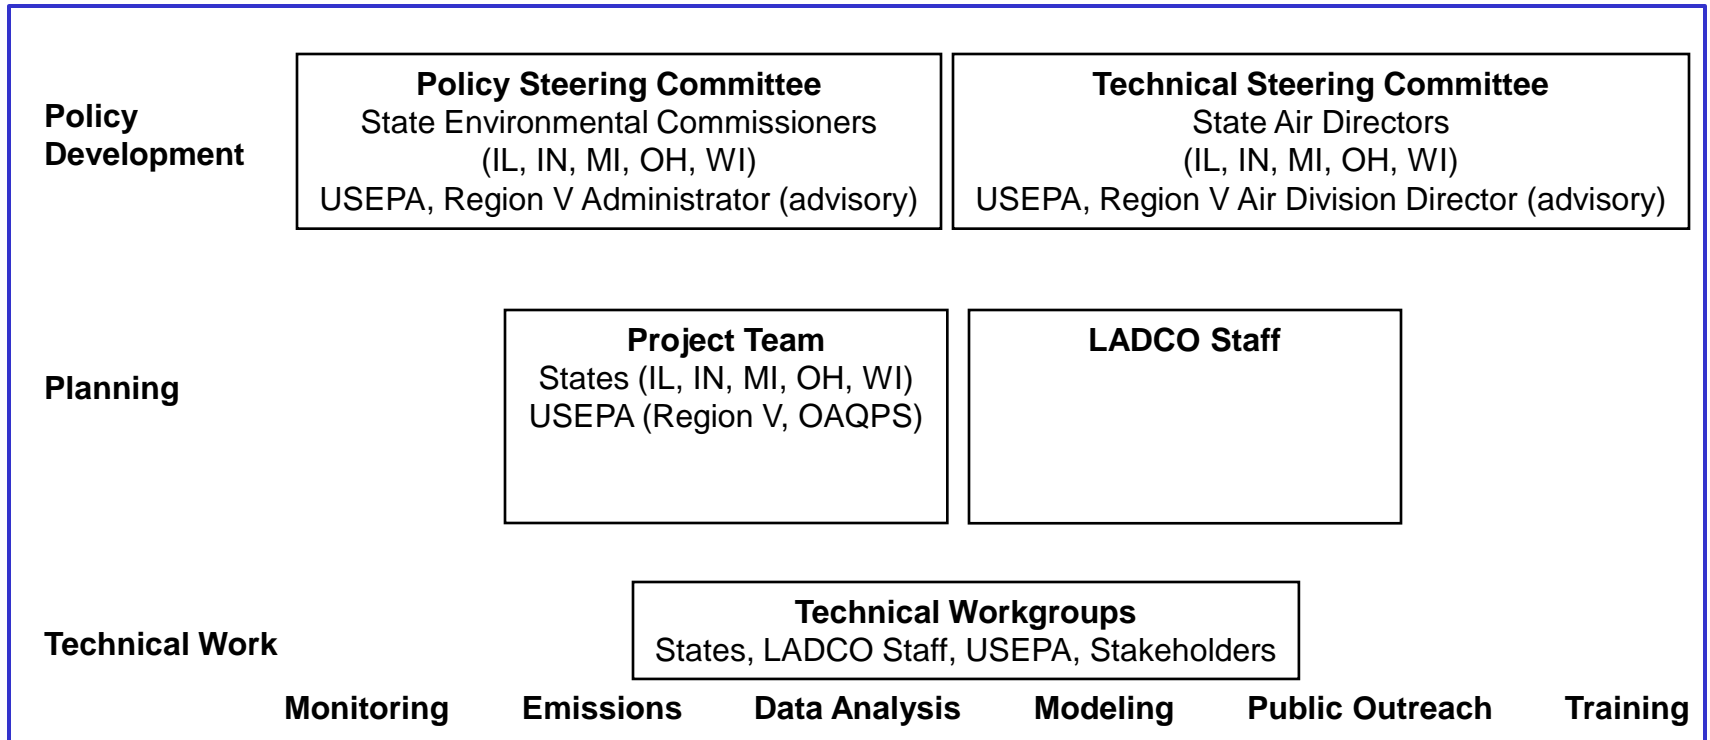 Policy
Development
Policy Steering Committee
State Environmental Commissioners
(IL, IN, MI, OH, WI)
USEPA, Region V Administrator (advisory)
Technical Steering Committee
State Air Directors
(IL, IN, MI, OH, WI)
USEPA, Region V Air Division Director (advisory)
Planning
Project Team
States (IL, IN, MI, OH, WI)
USEPA (Region V, OAQPS)
LADCO Staff
Technical Work
Technical Workgroups
States, LADCO Staff, USEPA, Stakeholders
Monitoring Emissions Data Analysis Modeling Public Outreach Training